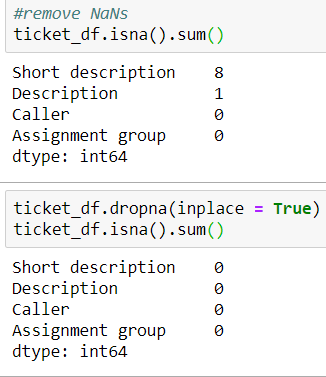 #remove NaNs
ticket_df.isna().sum()
Short description    8
Description          1
Caller               0
Assignment group     0
dtype: int64
ticket_df.dropna(inplace = True)
ticket_df.isna().sum()
Short description    0
Description          0
Caller               0
Assignment group     0
dtype: int64